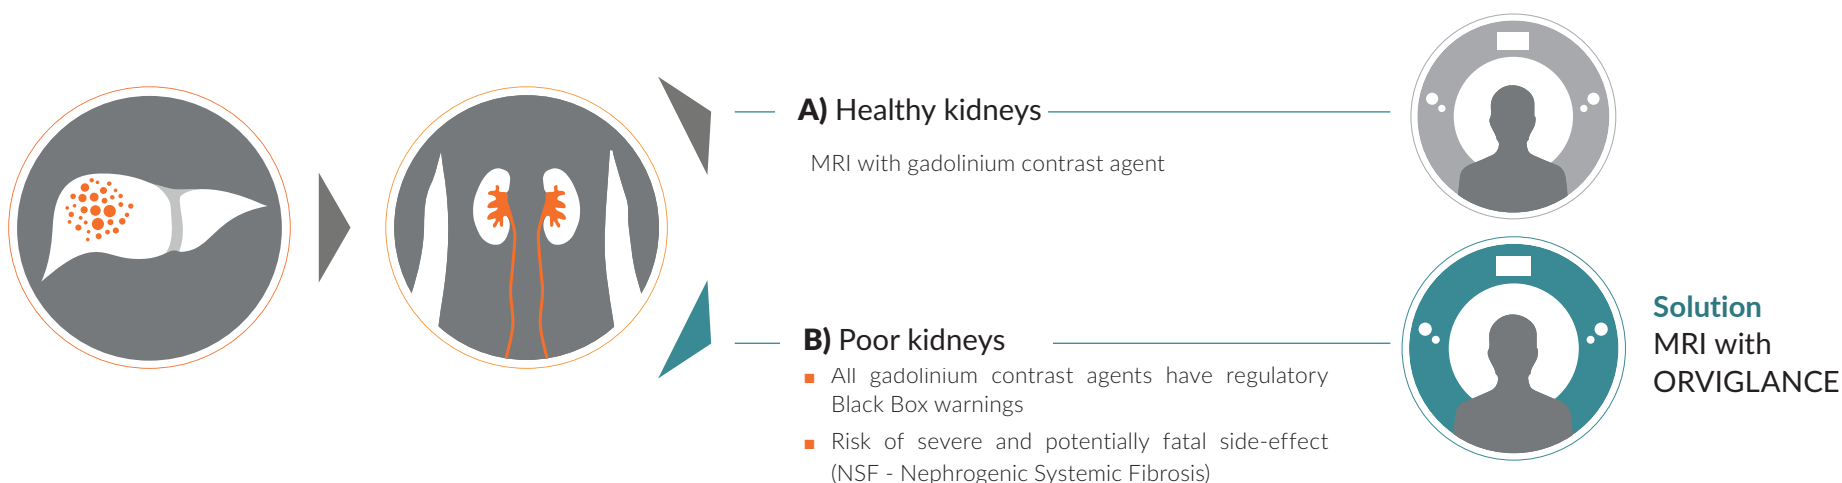 A) Healthy kidneys
MRI with gadolinium contrast agent
B) Poor kidneys
■ All gadolinium contrast agents have regulatory
Black Box warnings
■ Risk of severe and potentially fatal side-effect
(NSF - Nephrogenic Systemic Fibrosis)
Solution
MRI with
ORVIGLANCE